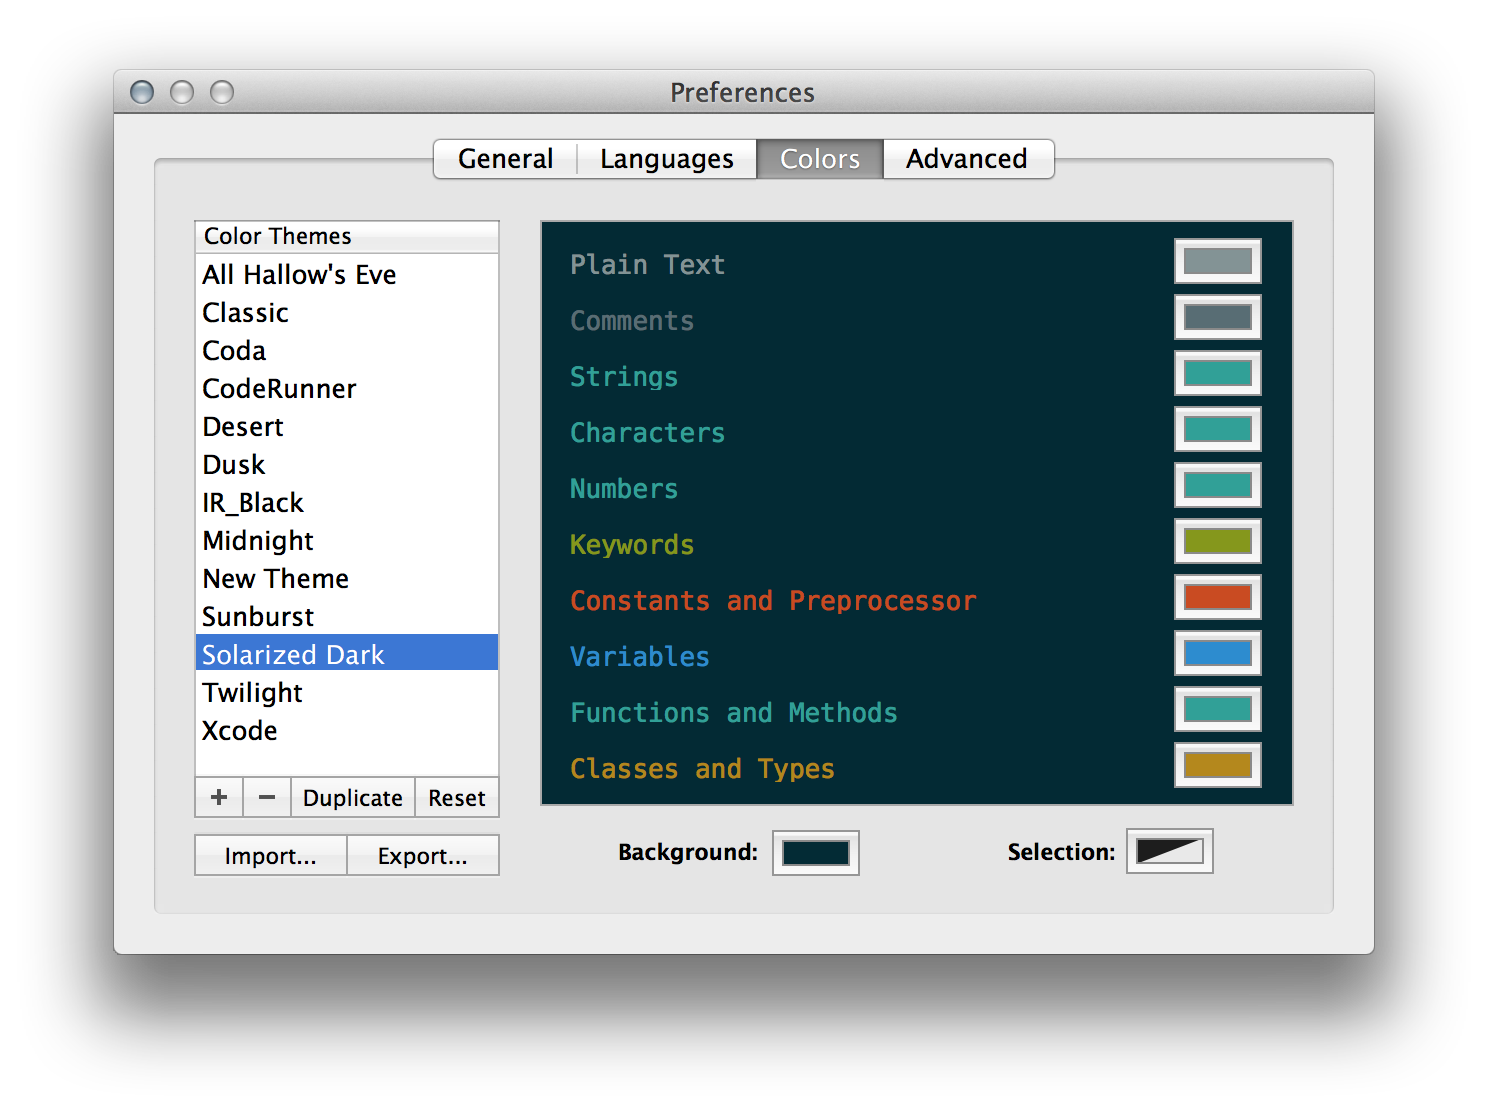 Preferences
General Languages Colors Advanced
Color Themes
All Hallow's Eve
Classic
Coda
CodeRunner
Desert
Dusk
IR_Black
Midnight
New Theme
Sunburst
Solarized Dark
Twilight
Xcode
+ − Duplicate Reset
Import... Export...
Plain Text
Comments
Strings
Characters
Numbers
Keywords
Constants and Preprocessor
Variables
Functions and Methods
Classes and Types
Background: Selection: